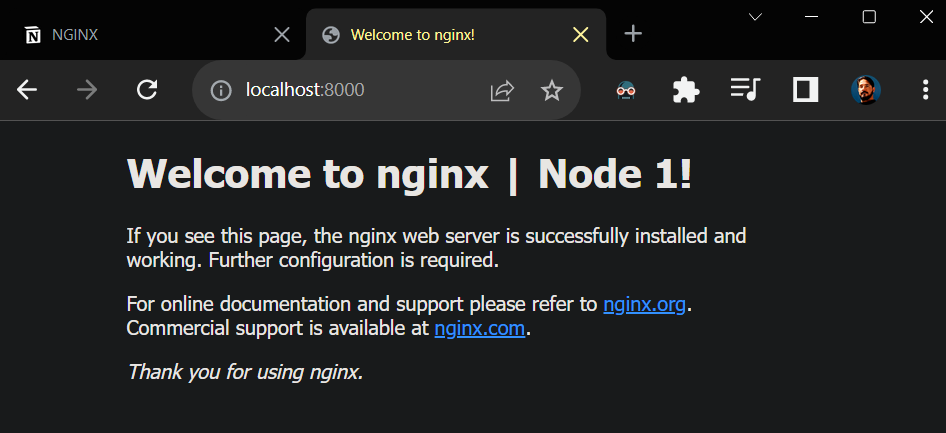 NGINX
Welcome to nginx!
localhost:8000
Welcome to nginx | Node 1!
If you see this page, the nginx web server is successfully installed and
working. Further configuration is required.
For online documentation and support please refer to nginx.org.
Commercial support is available at nginx.com.
Thank you for using nginx.